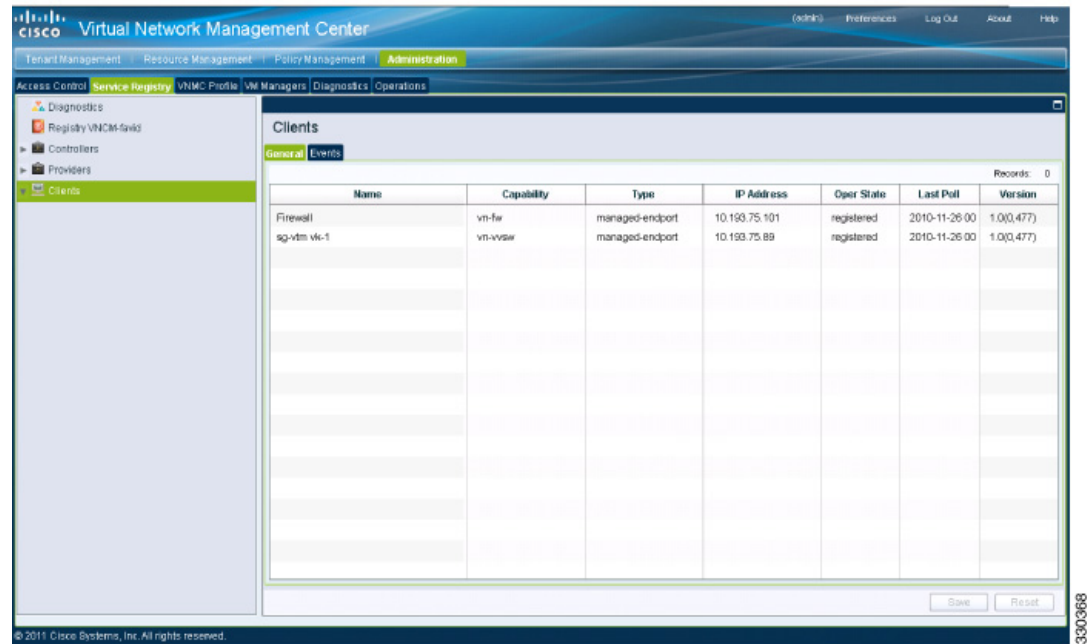 CISCO Virtual Network Management Center
(admin) Preferences Log Out About Help
Tenant Management | Resource Management | Policy Management | Administration
Access Control Service Registry VNMC Profile VM Managers Diagnostics Operations
Diagnostics
Registry VNCM-favid
Controllers
Providers
Clients
Clients
General Events
Records: 0
Name Capability Type IP Address Oper State Last Poll Version
Firewall vn-fw managed-endport 10.193.75.101 registered 2010-11-26 00 1.0(0,477)
sg-vtm vk-1 vn-vvsw managed-endport 10.193.75.89 registered 2010-11-26 00 1.0(0,477)
Save Reset
© 2011 Cisco Systems, Inc. All rights reserved.
330368